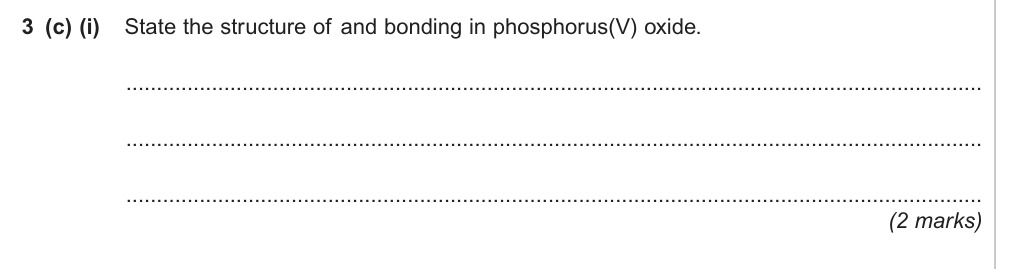 3 (c) (i) State the structure of and bonding in phosphorus(V) oxide.
(2 marks)